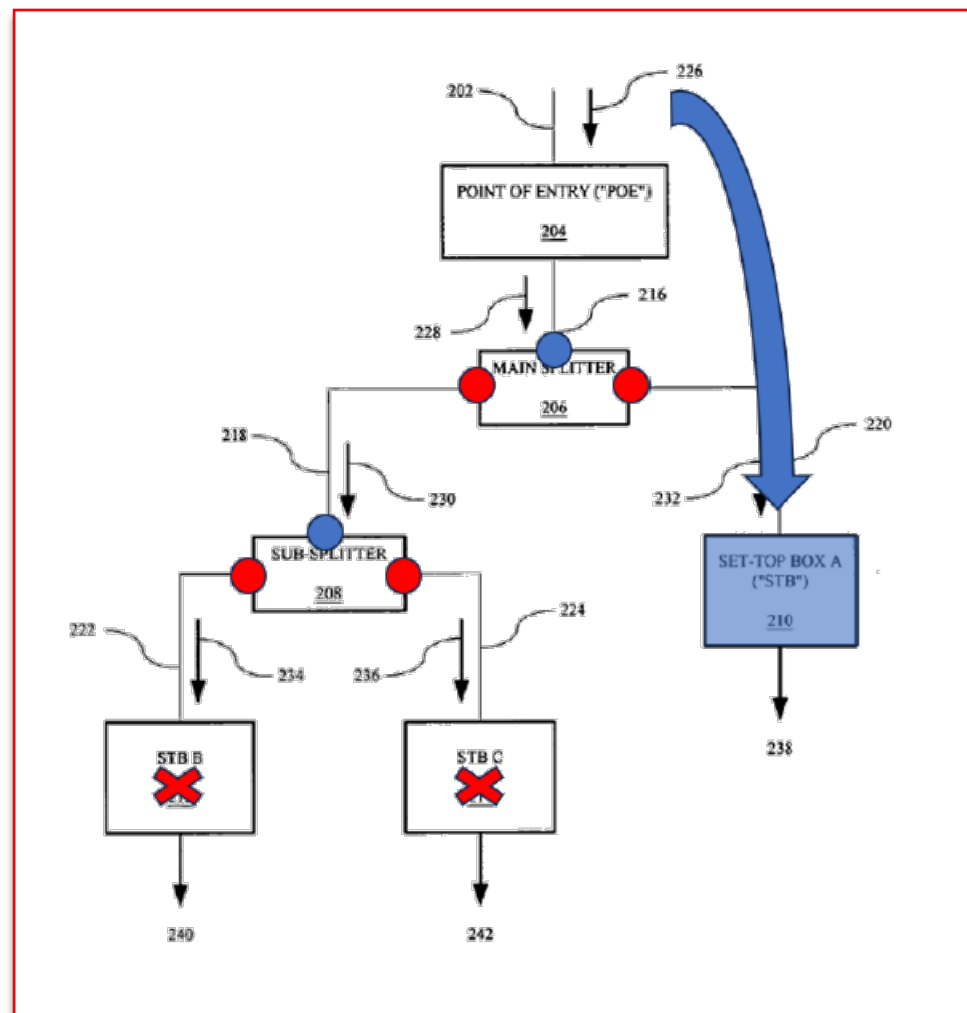 226
202
POINT OF ENTRY ("POE")
204
216
228
MAIN SPLITTER
206
218
220
230
232
SUB-SPLITTER
208
SET-TOP BOX A
("STB")
210
222
224
234
236
STB B
STB C
238
240
242